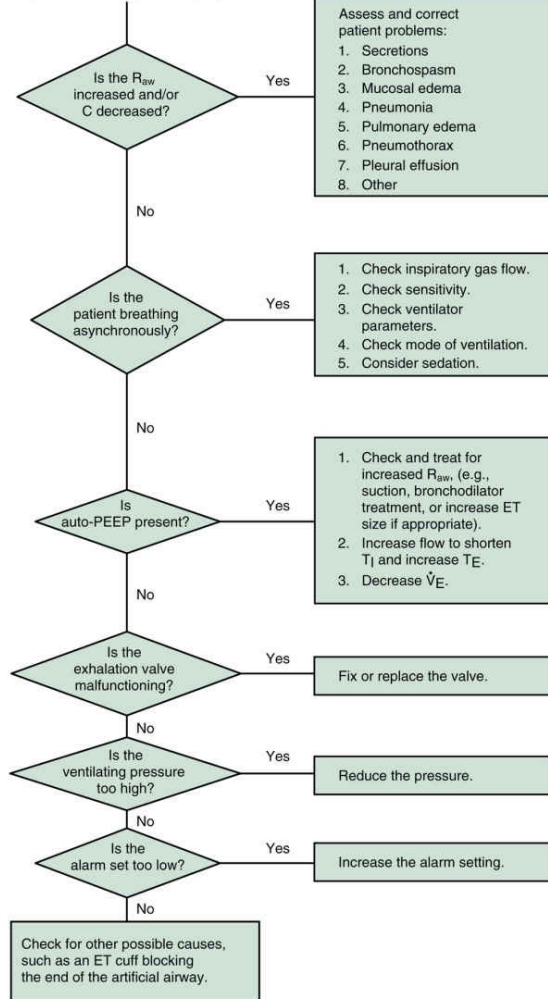 Is the Raw
increased and/or
C decreased?
Yes
Assess and correct
patient problems:
1. Secretions
2. Bronchospasm
3. Mucosal edema
4. Pneumonia
5. Pulmonary edema
6. Pneumothorax
7. Pleural effusion
8. Other
No
Is the
patient breathing
asynchronously?
Yes
1. Check inspiratory gas flow.
2. Check sensitivity.
3. Check ventilator
parameters.
4. Check mode of ventilation.
5. Consider sedation.
No
Is
auto-PEEP present?
Yes
1. Check and treat for
increased Raw, (e.g.,
suction, bronchodilator
treatment, or increase ET
size if appropriate).
2. Increase flow to shorten
TI and increase TE.
3. Decrease V̇E.
No
Is the
exhalation valve
malfunctioning?
Yes
Fix or replace the valve.
No
Is the
ventilating pressure
too high?
Yes
Reduce the pressure.
No
Is the
alarm set too low?
Yes
Increase the alarm setting.
No
Check for other possible causes,
such as an ET cuff blocking
the end of the artificial airway.